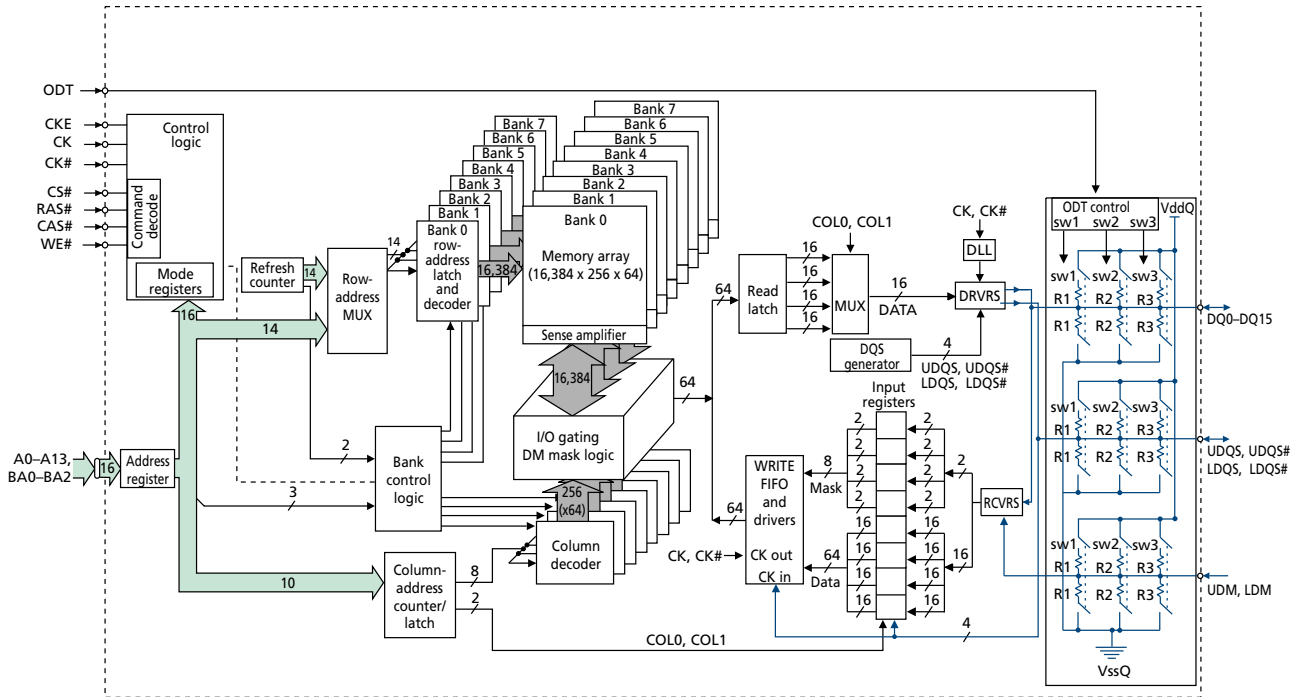 ODT
CKE
CK
CK#
CS#
RAS#
CAS#
WE#
Control
logic
Command
decode
Mode
registers
Refresh
counter
14
Row-
address
MUX
14
16
14
A0–A13,
BA0–BA2
16
Address
register
2
3
10
Bank
control
logic
Column-
address
counter/
latch
8
2
Bank 7
Bank 6
Bank 5
Bank 4
Bank 3
Bank 2
Bank 1
Bank 0
row-
address
latch
and
decoder
16,384
Bank 7
Bank 6
Bank 5
Bank 4
Bank 3
Bank 2
Bank 1
Bank 0
Memory array
(16,384 x 256 x 64)
Sense amplifier
16,384
I/O gating
DM mask logic
256
(x64)
Column
decoder
COL0, COL1
64
64
64
Read
latch
16
16
16
16
COL0, COL1
MUX
16
DATA
CK, CK#
DLL
DRVRS
DQS
generator
4
UDQS, UDQS#
LDQS, LDQS#
Input
registers
WRITE
FIFO
and
drivers
CK out
CK in
CK, CK#
8
Mask
64
Data
2
2
2
2
16
16
16
16
2
2
2
2
16
16
16
16
2
16
RCVRS
4
ODT control
VddQ
sw1 sw2 sw3
sw1 sw2 sw3
R1 R2 R3
R1 R2 R3
sw1 sw2 sw3
R1 R2 R3
R1 R2 R3
sw1 sw2 sw3
R1 R2 R3
R1 R2 R3
VssQ
DQ0–DQ15
UDQS, UDQS#
LDQS, LDQS#
UDM, LDM